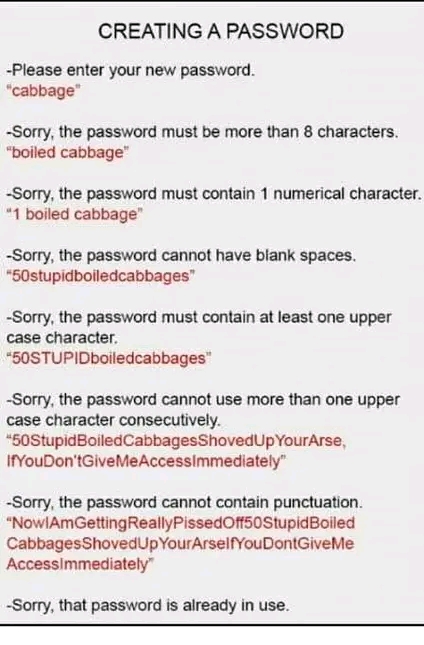 CREATING A PASSWORD
-Please enter your new password.
"cabbage"
-Sorry, the password must be more than 8 characters.
"boiled cabbage"
-Sorry, the password must contain 1 numerical character.
"1 boiled cabbage"
-Sorry, the password cannot have blank spaces.
"50stupidboiledcabbages"
-Sorry, the password must contain at least one upper
case character.
"50STUPIDboiledcabbages"
-Sorry, the password cannot use more than one upper
case character consecutively.
"50StupidBoiledCabbagesShovedUpYourArse,
IfYouDon'tGiveMeAccessImmediately"
-Sorry, the password cannot contain punctuation.
"NowIAmGettingReallyPissedOff50StupidBoiled
CabbagesShovedUpYourArseIfYouDontGiveMe
AccessImmediately"
-Sorry, that password is already in use.